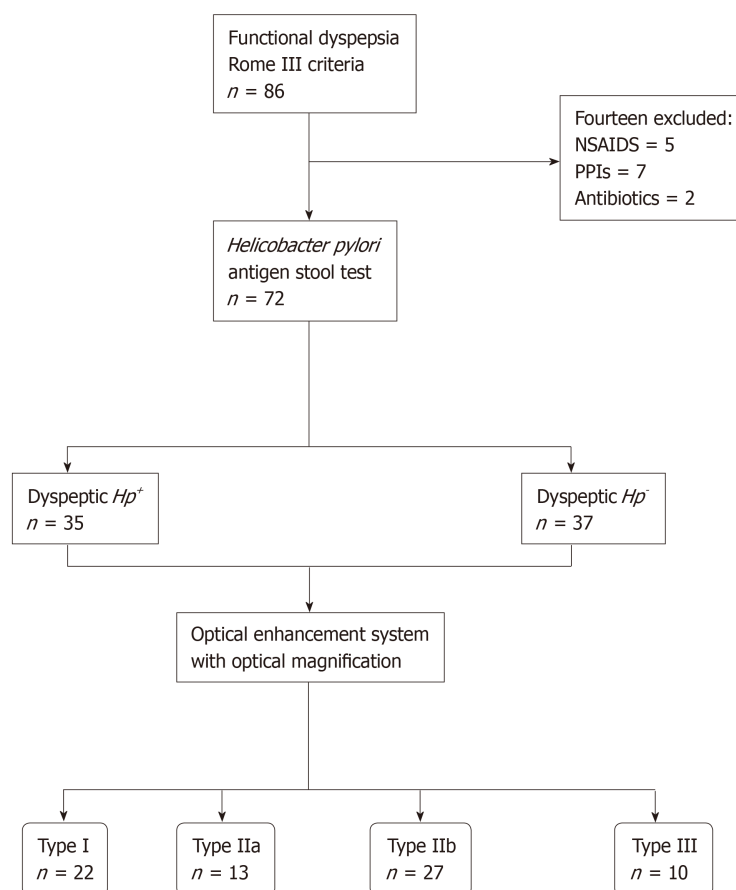 Functional dyspepsia
Rome III criteria
n = 86
Fourteen excluded:
NSAIDS = 5
PPIs = 7
Antibiotics = 2
Helicobacter pylori
antigen stool test
n = 72
Dyspeptic Hp⁺
n = 35
Dyspeptic Hp⁻
n = 37
Optical enhancement system
with optical magnification
Type I
n = 22
Type IIa
n = 13
Type IIb
n = 27
Type III
n = 10